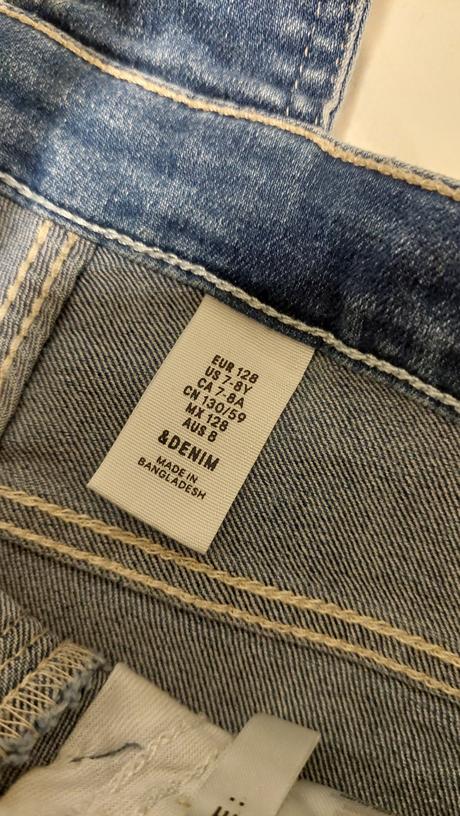 EUR 128
US 7-8Y
CA 7-8A
CN 130/59
MX 128
AUS 8
&DENIM
MADE IN
BANGLADESH